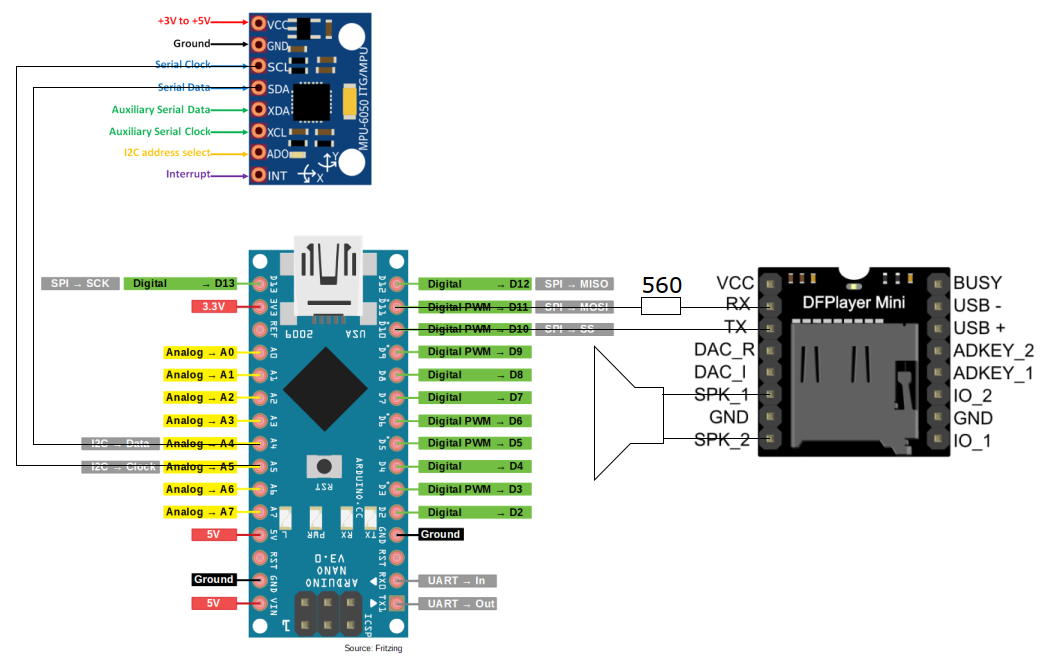 +3V to +5V
Ground
Serial Clock
Serial Data
Auxiliary Serial Data
Auxiliary Serial Clock
I2C address select
Interrupt
VCC
GND
SCL
SDA
XDA
XCL
ADO
INT
MPU-6050 ITG/MPU
Y
X
SPI → SCK
Digital → D13
3.3V
Analog → A0
Analog → A1
Analog → A2
Analog → A3
I2C → Data
Analog → A4
I2C → Clock
Analog → A5
Analog → A6
Analog → A7
5V
Ground
5V
D13
3V3
REF
A0
A1
A2
A3
A4
A5
A6
A7
5V
RST
GND
VIN
USA
2009
RST
ARDUINO.CC
L
PWR
RX
TX
V3.0
NANO
ARDUINO
1
ICSP
D12
D11
D10
D9
D8
D7
D6
D5
D4
D3
D2
GND
RST
RX0
TX1
Digital → D12
SPI → MISO
Digital PWM → D11
SPI → MOSI
Digital PWM → D10
SPI → SS
Digital PWM → D9
Digital → D8
Digital → D7
Digital PWM → D6
Digital PWM → D5
Digital → D4
Digital PWM → D3
Digital → D2
Ground
UART → In
UART → Out
Source: Fritzing
560
VCC
RX
TX
DAC_R
DAC_I
SPK_1
GND
SPK_2
DFPlayer Mini
BUSY
USB -
USB +
ADKEY_2
ADKEY_1
IO_2
GND
IO_1